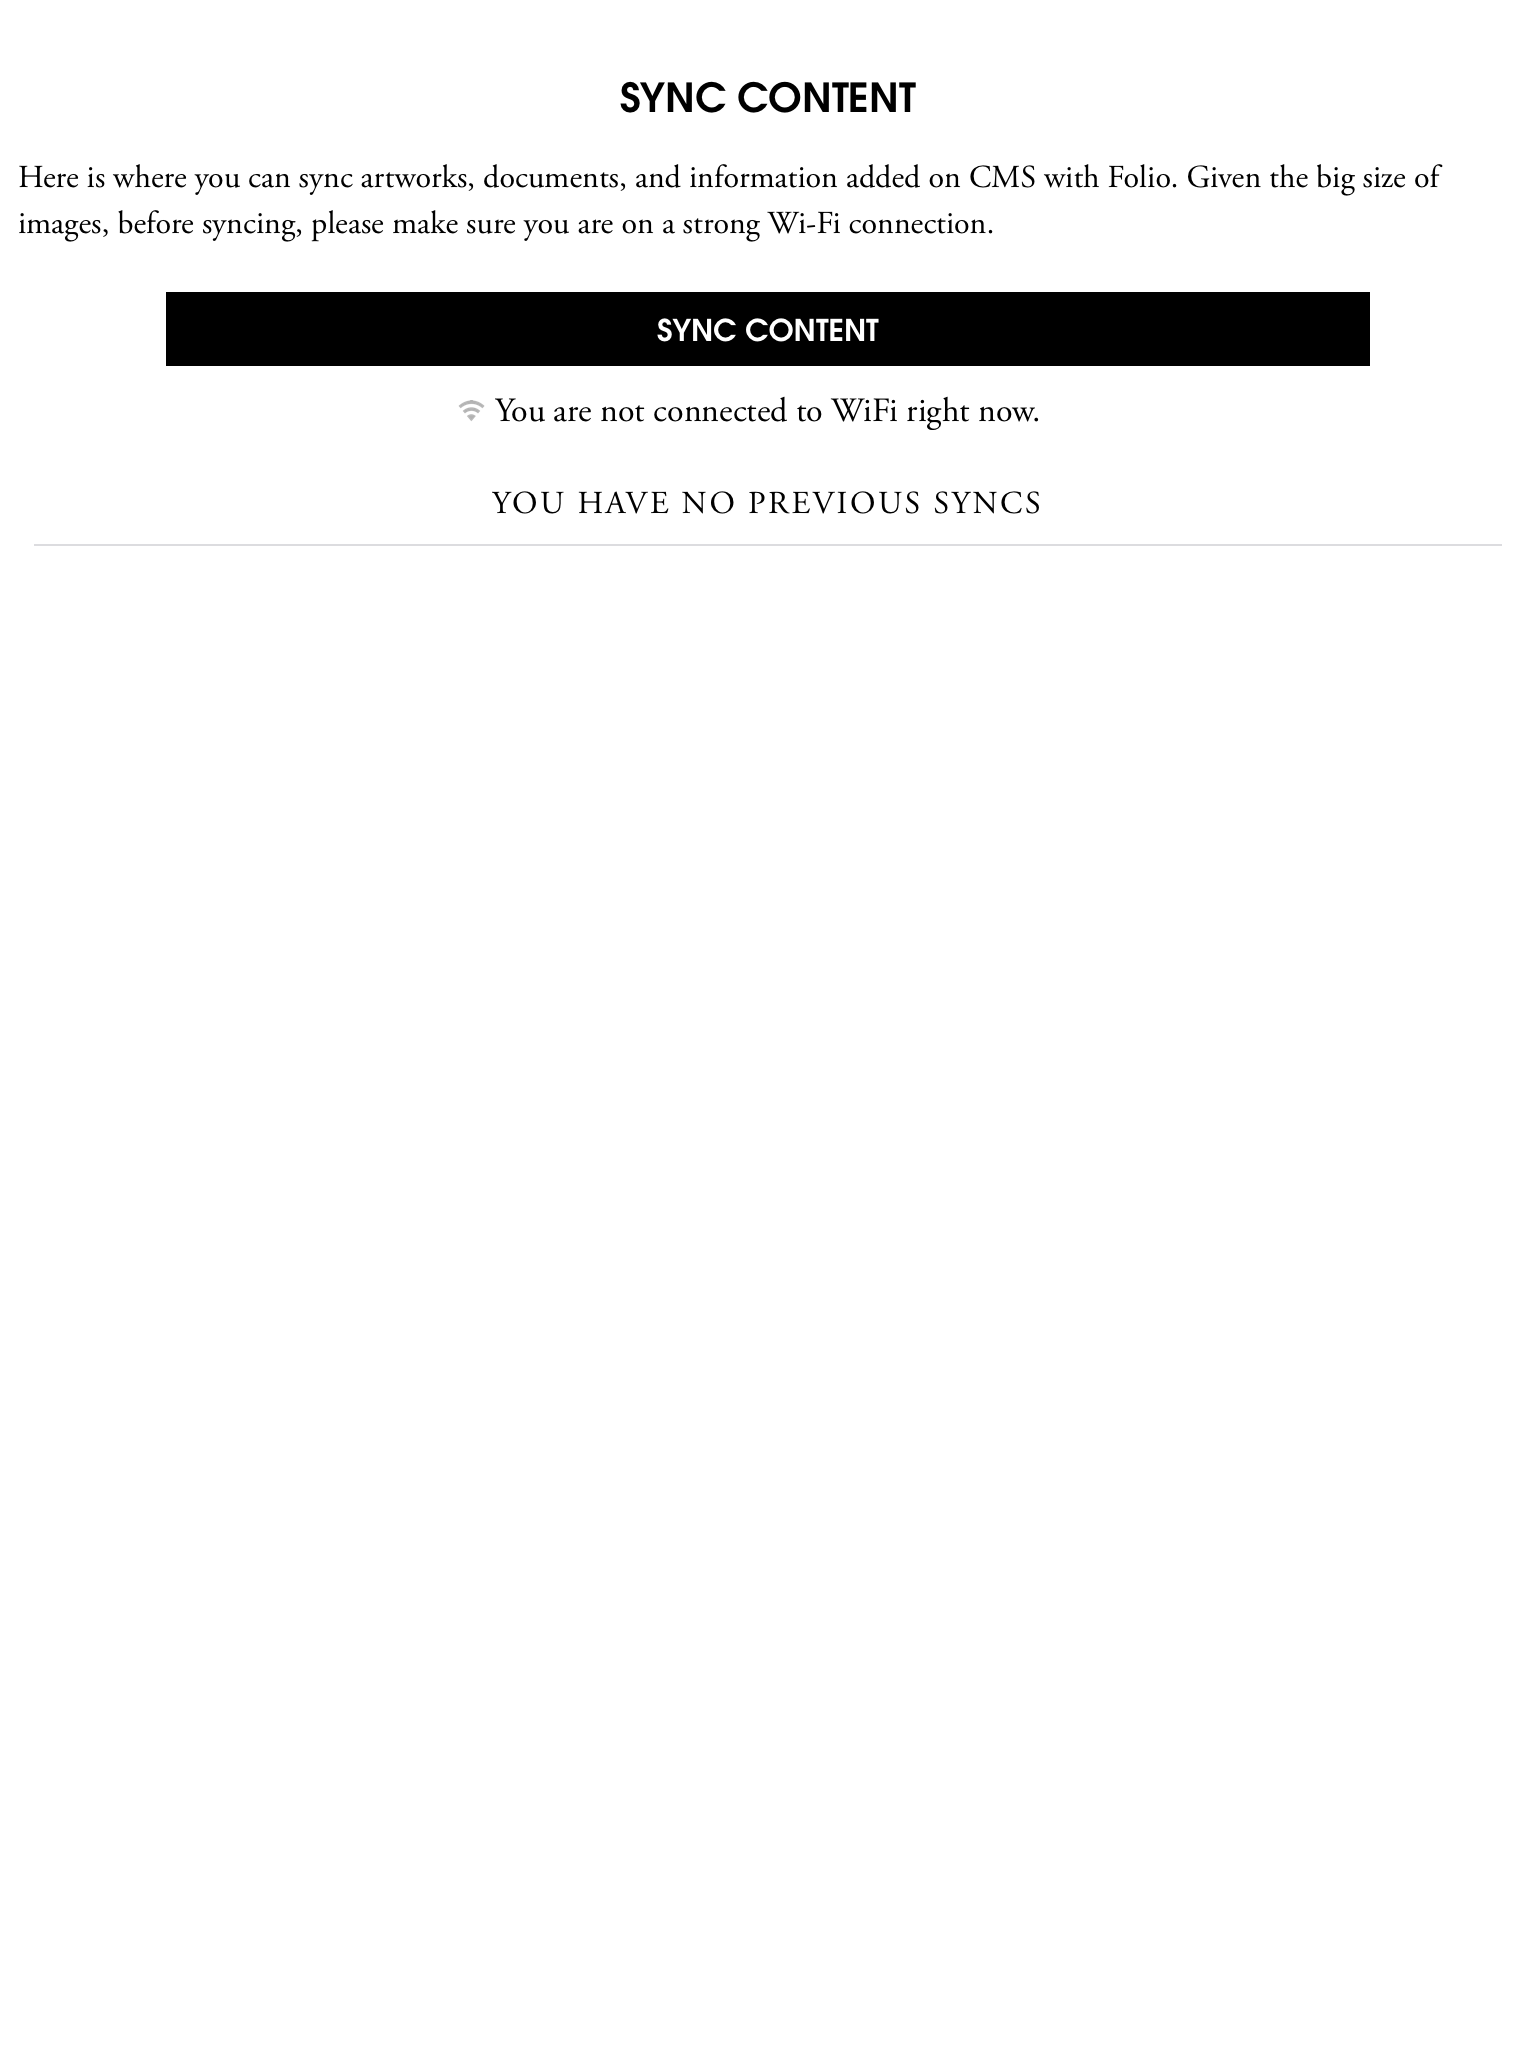 SYNC CONTENT
Here is where you can sync artworks, documents, and information added on CMS with Folio. Given the big size of
images, before syncing, please make sure you are on a strong Wi-Fi connection.
SYNC CONTENT
You are not connected to WiFi right now.
YOU HAVE NO PREVIOUS SYNCS